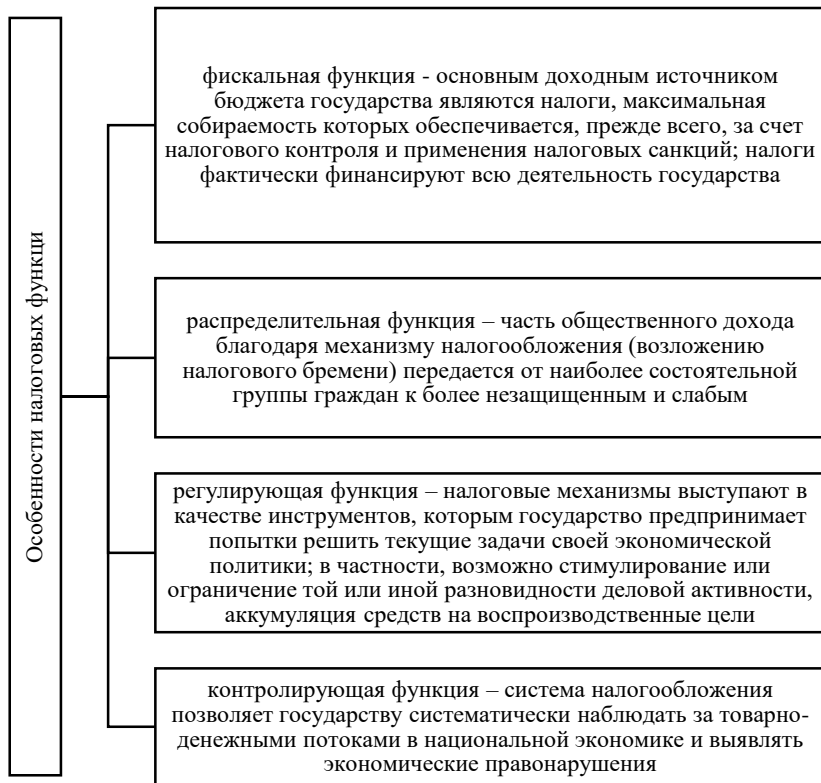 Особенности налоговых функци
фискальная функция - основным доходным источником
бюджета государства являются налоги, максимальная
собираемость которых обеспечивается, прежде всего, за счет
налогового контроля и применения налоговых санкций; налоги
фактически финансируют всю деятельность государства
распределительная функция – часть общественного дохода
благодаря механизму налогообложения (возложению
налогового бремени) передается от наиболее состоятельной
группы граждан к более незащищенным и слабым
регулирующая функция – налоговые механизмы выступают в
качестве инструментов, которым государство предпринимает
попытки решить текущие задачи своей экономической
политики; в частности, возможно стимулирование или
ограничение той или иной разновидности деловой активности,
аккумуляция средств на воспроизводственные цели
контролирующая функция – система налогообложения
позволяет государству систематически наблюдать за товарно-
денежными потоками в национальной экономике и выявлять
экономические правонарушения